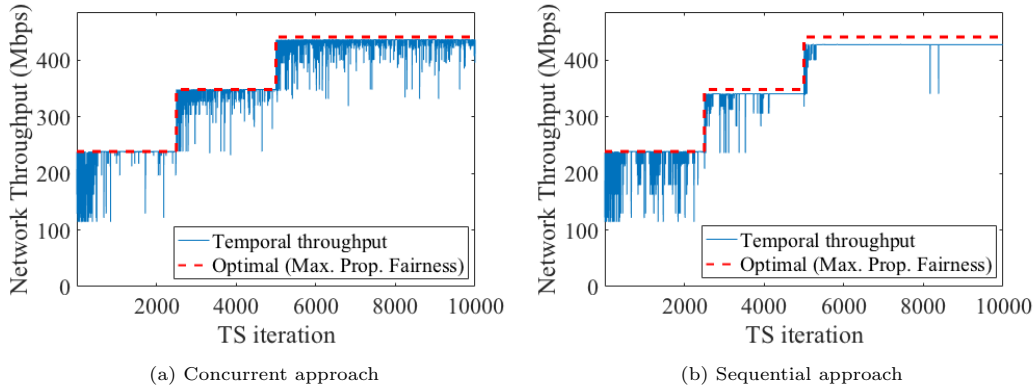 Network Throughput (Mbps)
400
300
200
100
0
2000 4000 6000 8000 10000
TS iteration
Temporal throughput
Optimal (Max. Prop. Fairness)
(a) Concurrent approach
Network Throughput (Mbps)
400
300
200
100
0
2000 4000 6000 8000 10000
TS iteration
Temporal throughput
Optimal (Max. Prop. Fairness)
(b) Sequential approach